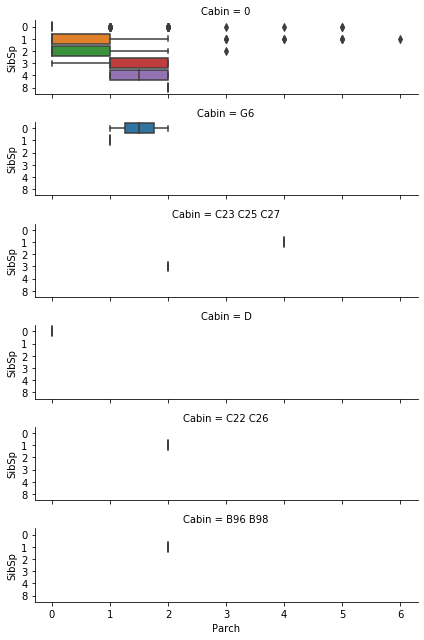 Cabin = 0
SibSp
0
1
2
3
4
8
Cabin = G6
SibSp
0
1
2
3
4
8
Cabin = C23 C25 C27
SibSp
0
1
2
3
4
8
Cabin = D
SibSp
0
1
2
3
4
8
Cabin = C22 C26
SibSp
0
1
2
3
4
8
Cabin = B96 B98
SibSp
0
1
2
3
4
8
0 1 2 3 4 5 6
Parch